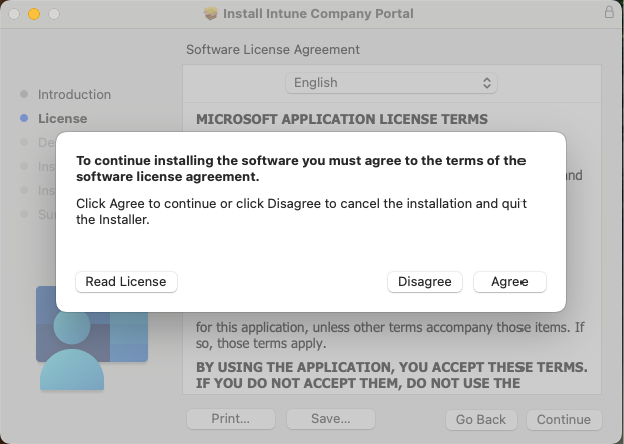 Install Intune Company Portal
Software License Agreement
English
Introduction
License
MICROSOFT APPLICATION LICENSE TERMS
and
To continue installing the software you must agree to the terms of the
software license agreement.
Click Agree to continue or click Disagree to cancel the installation and quit
the Installer.
Read License
Disagree
Agree
for this application, unless other terms accompany those items. If
so, those terms apply.
BY USING THE APPLICATION, YOU ACCEPT THESE TERMS.
IF YOU DO NOT ACCEPT THEM, DO NOT USE THE
Print...
Save...
Go Back
Continue